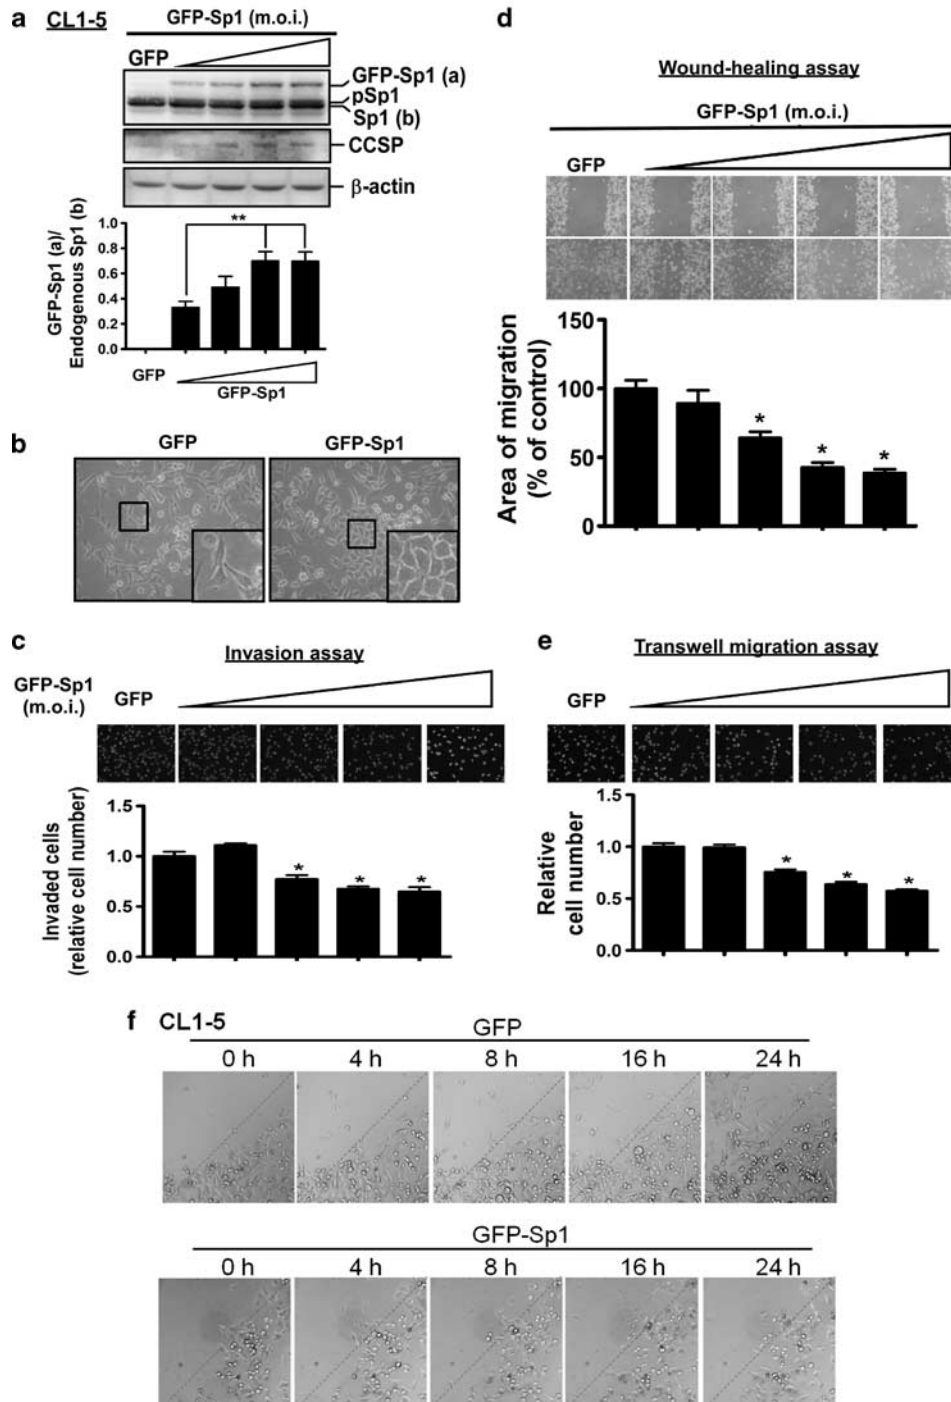 a CL1-5
GFP-Sp1 (m.o.i.)
GFP
GFP-Sp1 (a)
pSp1
Sp1 (b)
CCSP
β-actin
GFP-Sp1 (a)/
Endogenous Sp1 (b)
1.0
0.8
0.6
0.4
0.2
0.0
**
GFP
GFP-Sp1
b
GFP
GFP-Sp1
c
Invasion assay
GFP-Sp1
(m.o.i.)
GFP
Invaded cells
(relative cell number)
1.5
1.0
0.5
0.0
*
*
*
d
Wound-healing assay
GFP-Sp1 (m.o.i.)
GFP
Area of migration
(% of control)
150
100
50
0
*
*
*
e
Transwell migration assay
GFP
Relative
cell number
1.5
1.0
0.5
0.0
*
*
*
f CL1-5
GFP
0 h 4 h 8 h 16 h 24 h
GFP-Sp1
0 h 4 h 8 h 16 h 24 h